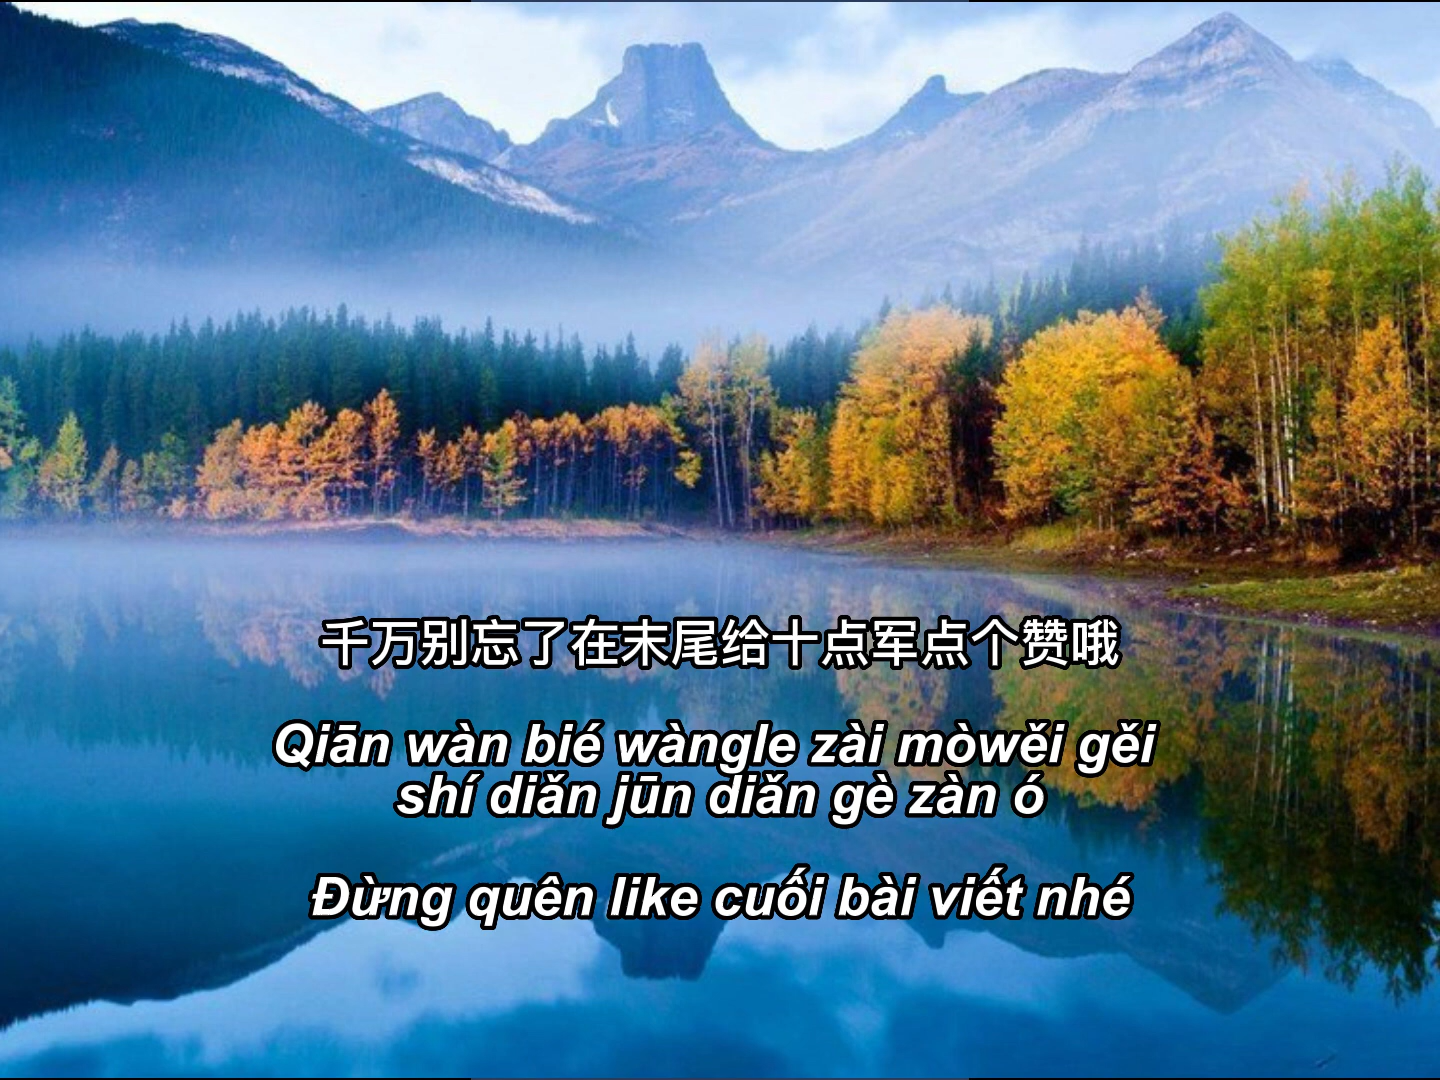 千万别忘了在末尾给十点军点个赞哦
Qiān wàn bié wàngle zài mòwěi gěi
shí diǎn jūn diǎn gè zàn ó
Đừng quên like cuối bài viết nhé